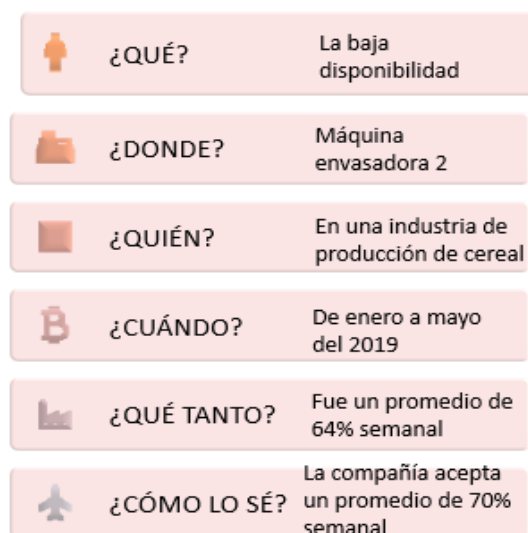 ¿QUÉ?
La baja
disponibilidad
¿DONDE?
Máquina
envasadora 2
¿QUIÉN?
En una industria de
producción de cereal
¿CUÁNDO?
De enero a mayo
del 2019
¿QUÉ TANTO?
Fue un promedio de
64% semanal
¿CÓMO LO SÉ?
La compañía acepta
un promedio de 70%
semanal